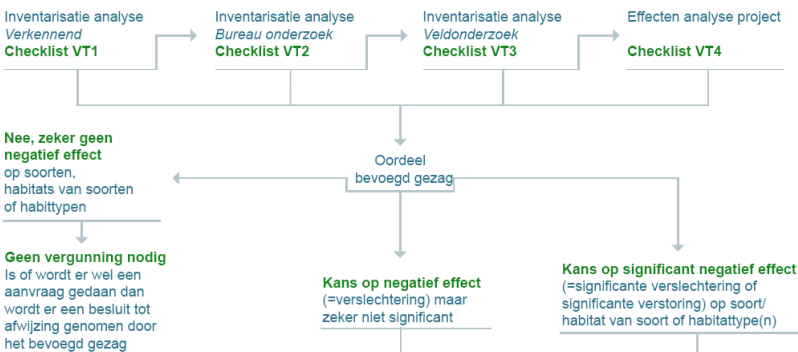 Inventarisatie analyse
Verkennend
Checklist VT1
Inventarisatie analyse
Bureau onderzoek
Checklist VT2
Inventarisatie analyse
Veldonderzoek
Checklist VT3
Effecten analyse project
Checklist VT4
Oordeel
bevoegd gezag
Nee, zeker geen
negatief effect
op soorten,
habitats van soorten
of habittypen
Geen vergunning nodig
Is of wordt er wel een
aanvraag gedaan dan
wordt er een besluit tot
afwijzing genomen door
het bevoegd gezag
Kans op negatief effect
(=verslechtering) maar
zeker niet significant
Kans op significant negatief effect
(=significante verslechtering of
significante verstoring) op soort/
habitat van soort of habitattype(n)